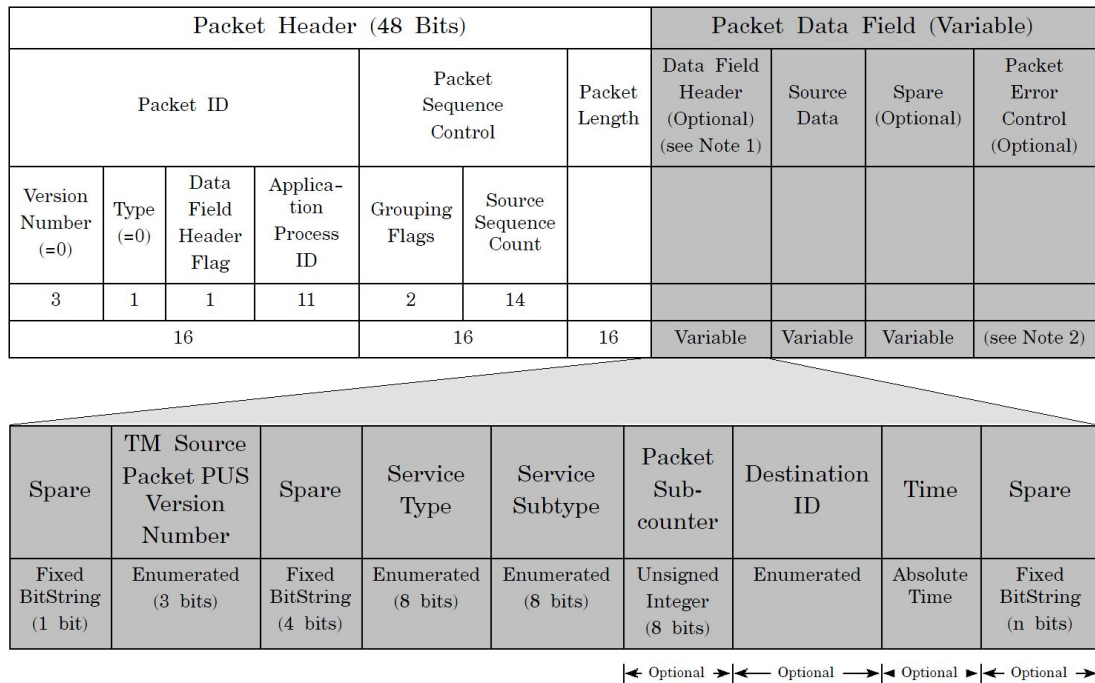 Packet Header (48 Bits)
Packet Data Field (Variable)
Packet ID
Packet
Sequence
Control
Packet
Length
Data Field
Header
(Optional)
(see Note 1)
Source
Data
Spare
(Optional)
Packet
Error
Control
(Optional)
Version
Number
(=0)
Type
(=0)
Data
Field
Header
Flag
Applica-
tion
Process
ID
Grouping
Flags
Source
Sequence
Count
3
1
1
11
2
14
16
16
16
Variable
Variable
Variable
(see Note 2)
Spare
TM Source
Packet PUS
Version
Number
Spare
Service
Type
Service
Subtype
Packet
Sub-
counter
Destination
ID
Time
Spare
Fixed
BitString
(1 bit)
Enumerated
(3 bits)
Fixed
BitString
(4 bits)
Enumerated
(8 bits)
Enumerated
(8 bits)
Unsigned
Integer
(8 bits)
Enumerated
Absolute
Time
Fixed
BitString
(n bits)
Optional
Optional
Optional
Optional